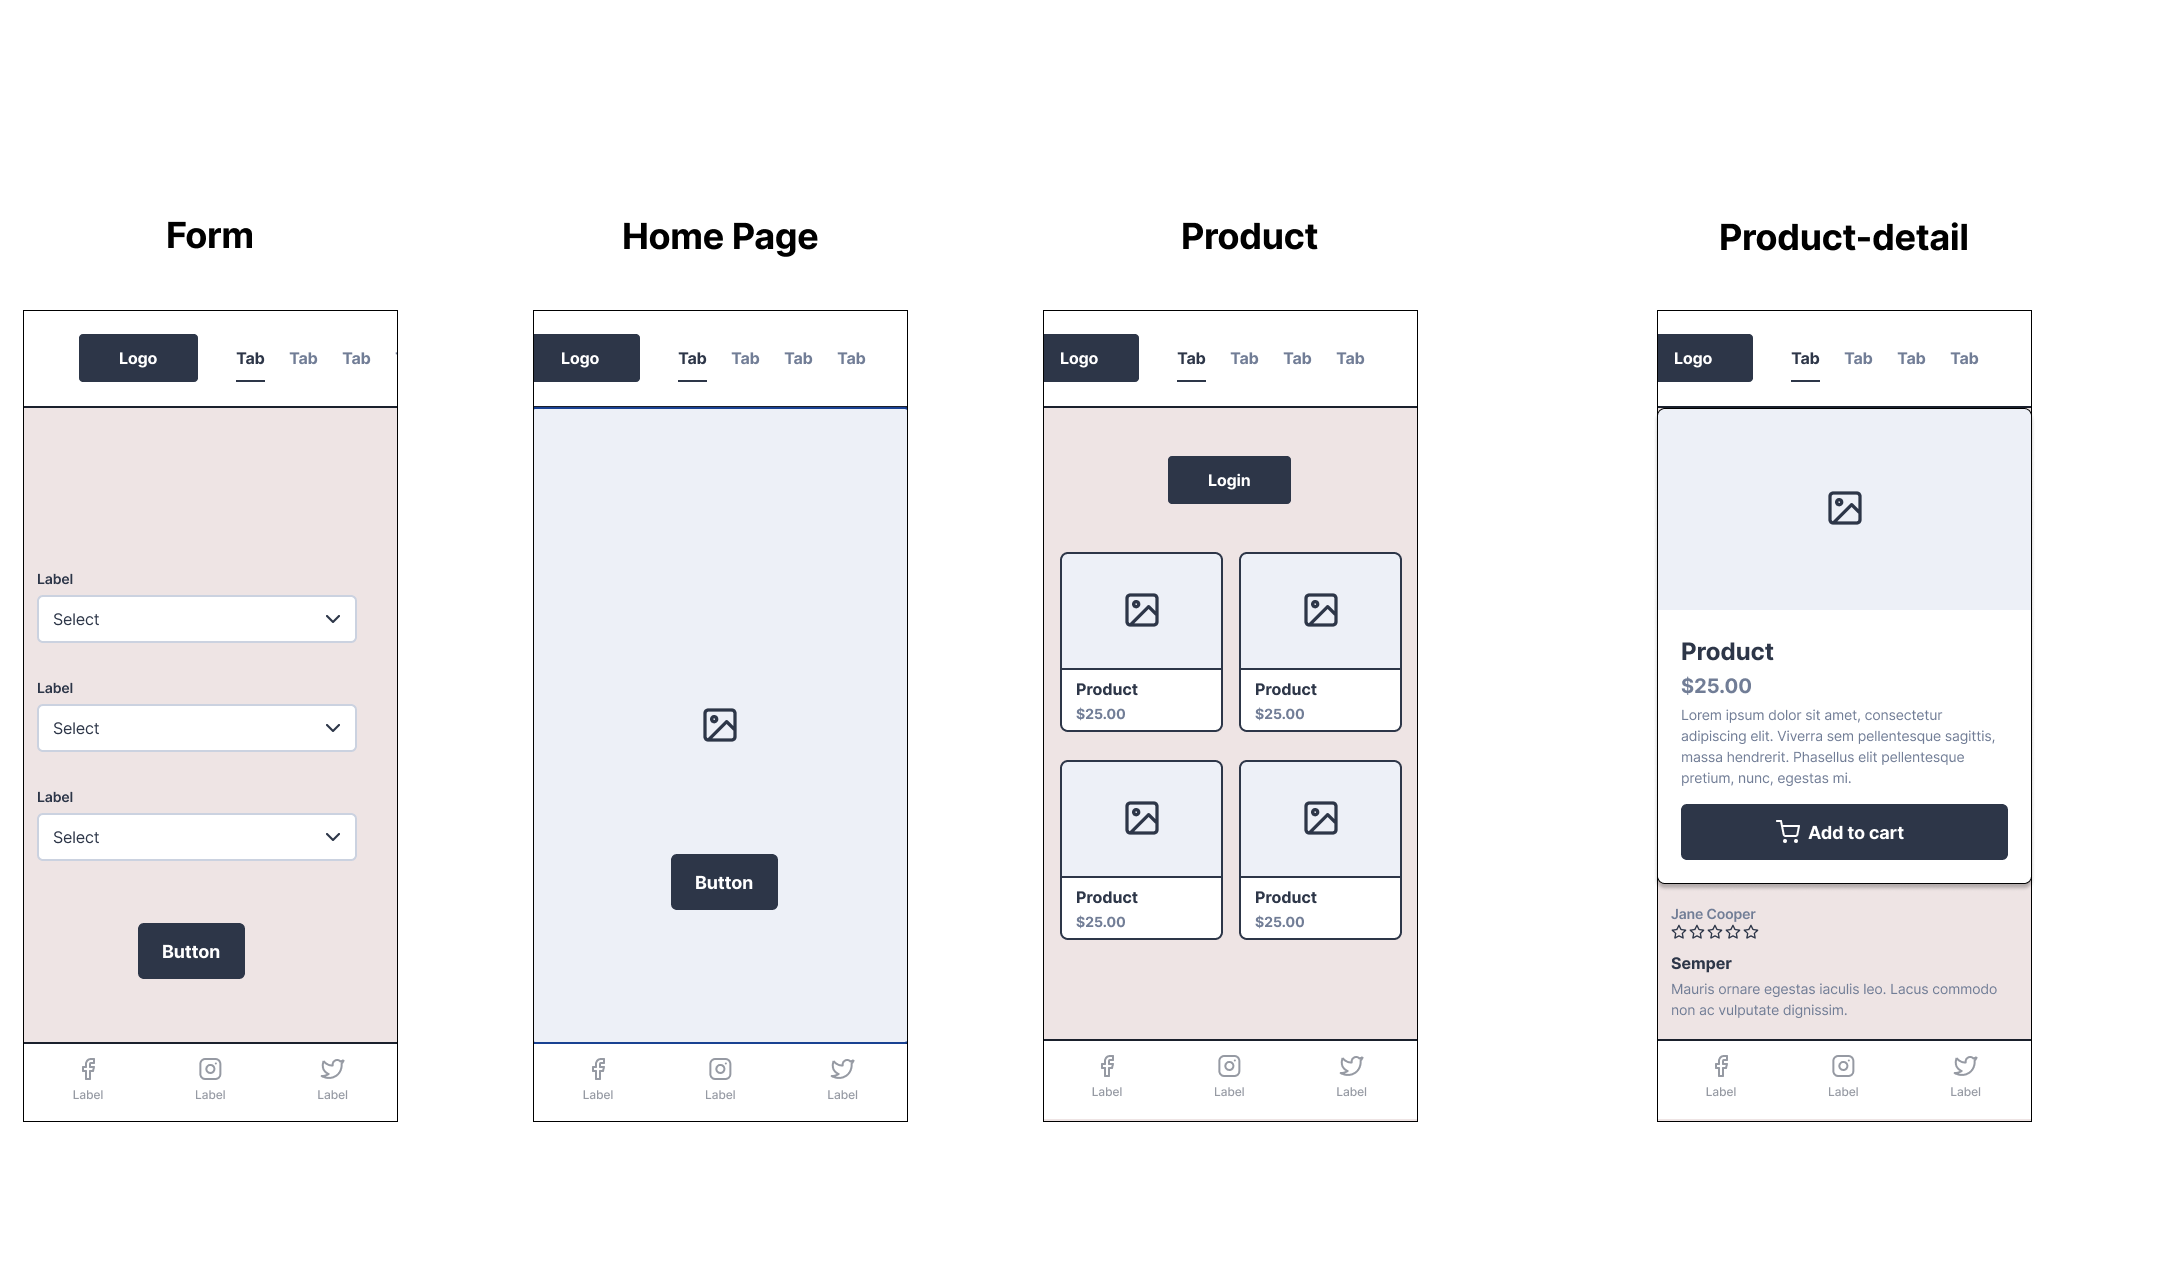 Form
Logo
Tab Tab Tab
Label
Select
Label
Select
Label
Select
Button
Label Label Label
Home Page
Logo
Tab Tab Tab Tab
Button
Label Label Label
Product
Logo
Tab Tab Tab Tab
Login
Product Product
$25.00 $25.00
Product Product
$25.00 $25.00
Label Label Label
Product-detail
Logo
Tab Tab Tab Tab
Product
$25.00
Lorem ipsum dolor sit amet, consectetur
adipiscing elit. Viverra sem pellentesque sagittis,
massa hendrerit. Phasellus elit pellentesque
pretium, nunc, egestas mi.
Add to cart
Jane Cooper
Semper
Mauris ornare egestas iaculis leo. Lacus commodo
non ac vulputate dignissim.
Label Label Label